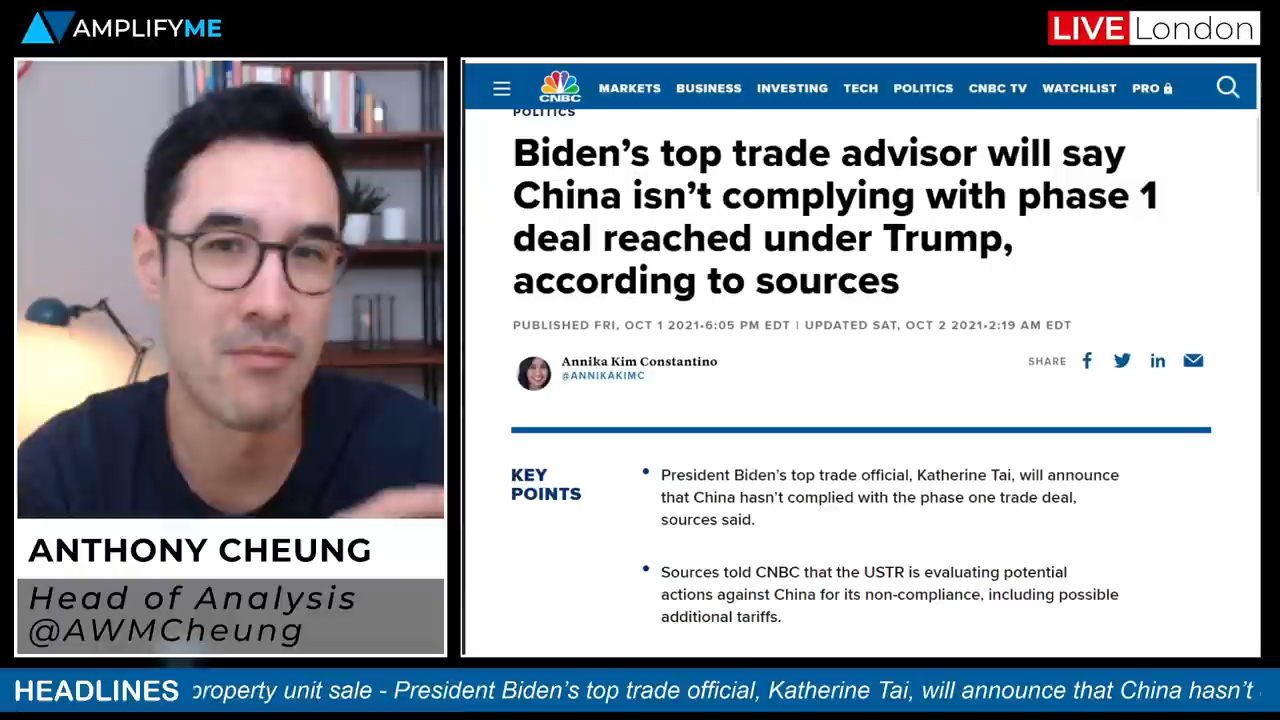 AMPLIFYME
LIVE London
CNBC
MARKETS BUSINESS INVESTING TECH POLITICS CNBC TV WATCHLIST PRO
POLITICS
Biden’s top trade advisor will say
China isn’t complying with phase 1
deal reached under Trump,
according to sources
PUBLISHED FRI, OCT 1 2021•6:05 PM EDT | UPDATED SAT, OCT 2 2021•2:19 AM EDT
Annika Kim Constantino
@ANNIKAKIMC
SHARE
KEY
POINTS
• President Biden’s top trade official, Katherine Tai, will announce
that China hasn’t complied with the phase one trade deal,
sources said.
• Sources told CNBC that the USTR is evaluating potential
actions against China for its non-compliance, including possible
additional tariffs.
ANTHONY CHEUNG
Head of Analysis
@AWMCheung
HEADLINES property unit sale - President Biden’s top trade official, Katherine Tai, will announce that China hasn’t